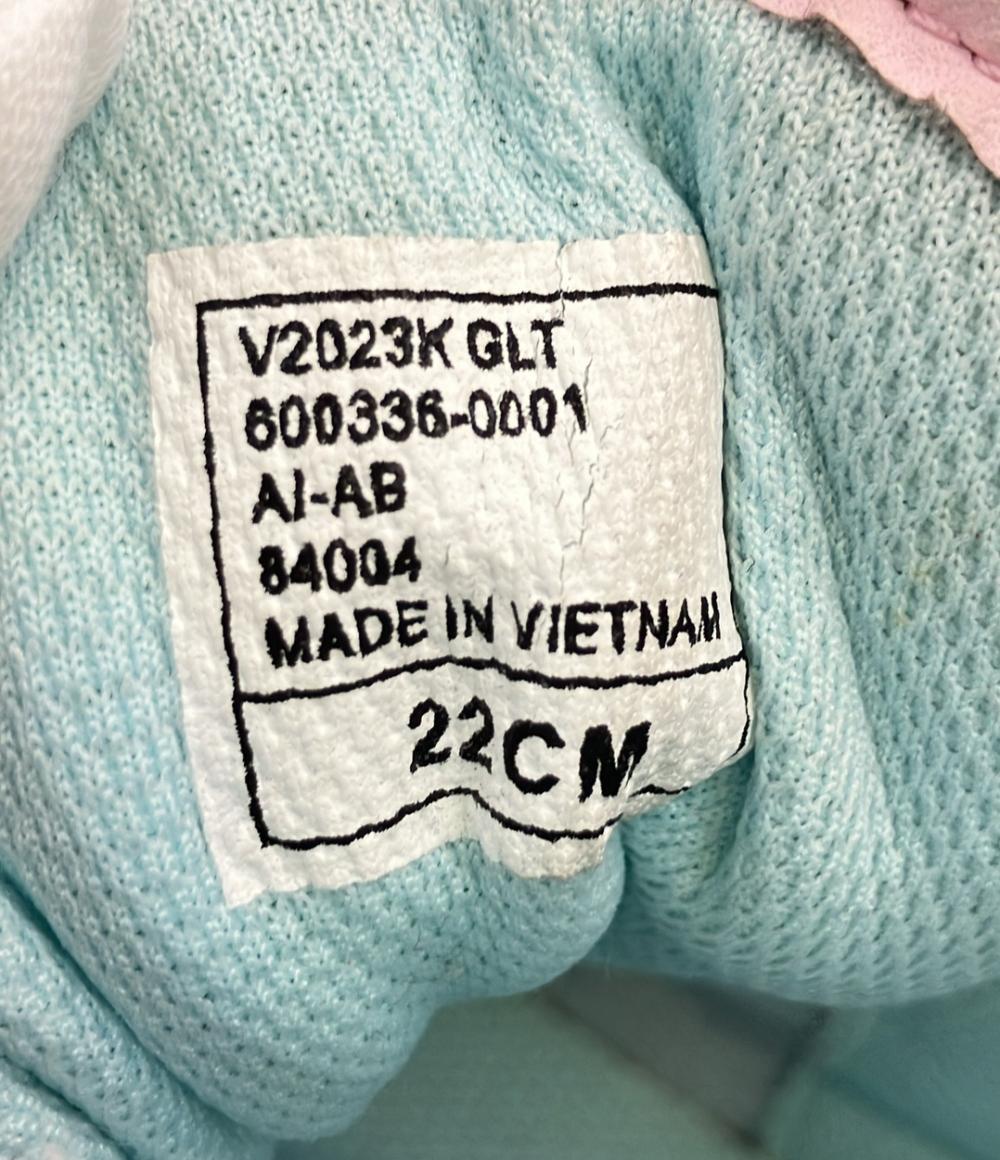 V2023K GLT
600336-0001
AI-AB
84004
MADE IN VIETNAM
22CM